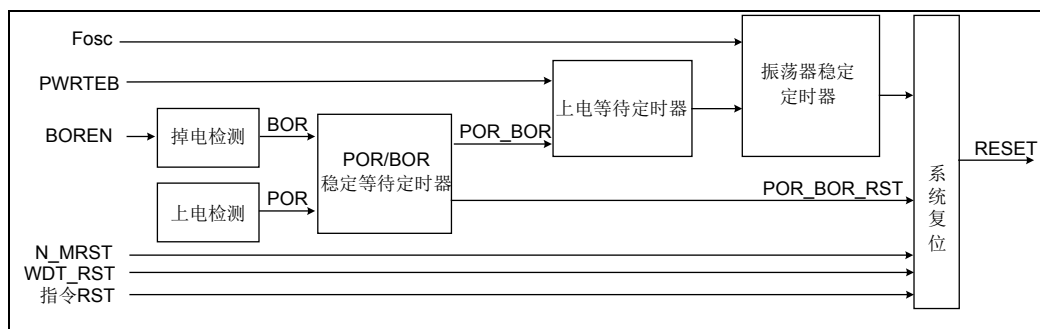 Fosc
PWRTEB
BOREN
掉电检测
BOR
上电检测
POR
POR/BOR
稳定等待定时器
POR_BOR
上电等待定时器
振荡器稳定
定时器
POR_BOR_RST
N_MRST
WDT_RST
指令RST
系统复位
RESET